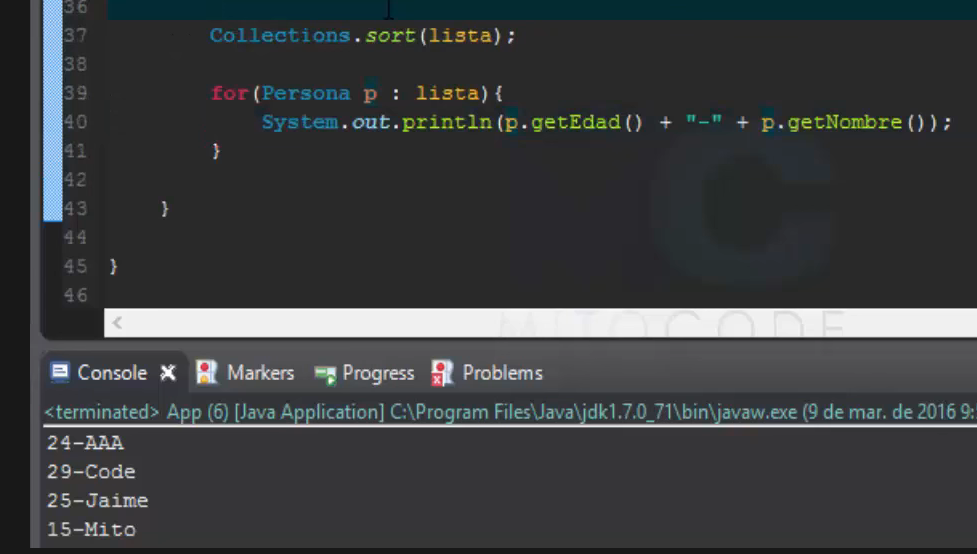 36
37 Collections.sort(lista);
38
39 for(Persona p : lista){
40 System.out.println(p.getEdad() + "-" + p.getNombre());
41 }
42
43 }
44
45 }
46
MITOCODE
Console Markers Progress Problems
<terminated> App (6) [Java Application] C:\Program Files\Java\jdk1.7.0_71\bin\javaw.exe (9 de mar. de 2016 9:
24-AAA
29-Code
25-Jaime
15-Mito